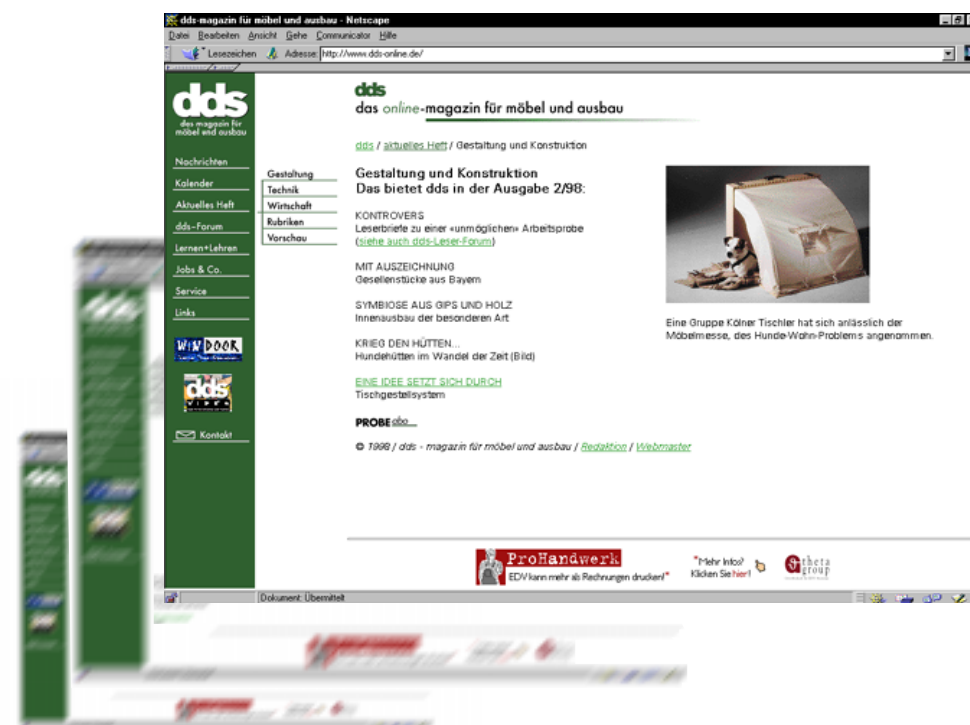 dds-magazin für möbel und ausbau - Netscape
Datei Bearbeiten Ansicht Gehe Communicator Hilfe
Lesezeichen Adresse: http://www.dds-online.de/
dds
das magazin für
möbel und ausbau
Nachrichten
Kalender
Aktuelles Heft
dds-Forum
Lernen+Lehren
Jobs & Co.
Service
Links
WINDOOR
dds
VIDEO
Kontakt
Gestaltung
Technik
Wirtschaft
Rubriken
Vorschau
dds
das online-magazin für möbel und ausbau
dds / aktuelles Heft / Gestaltung und Konstruktion
Gestaltung und Konstruktion
Das bietet dds in der Ausgabe 2/98:
KONTROVERS
Leserbriefe zu einer «unmöglichen» Arbeitsprobe
(siehe auch dds-Leser-Forum)
MIT AUSZEICHNUNG
Gesellenstücke aus Bayern
SYMBIOSE AUS GIPS UND HOLZ
Innenausbau der besonderen Art
KRIEG DEN HÜTTEN...
Hundehütten im Wandel der Zeit (Bild)
EINE IDEE SETZT SICH DURCH
Tischgestellsystem
PROBE abo
© 1998 / dds - magazin für möbel und ausbau / Redaktion / Webmaster
Eine Gruppe Kölner Tischler hat sich anlässlich der
Möbelmesse, des Hunde-Wohn-Problems angenommen.
ProHandwerk
EDV kann mehr als Rechnungen drucken!*
*Mehr Infos?
Klicken Sie hier!
theta
group
Dokument: Übermittelt